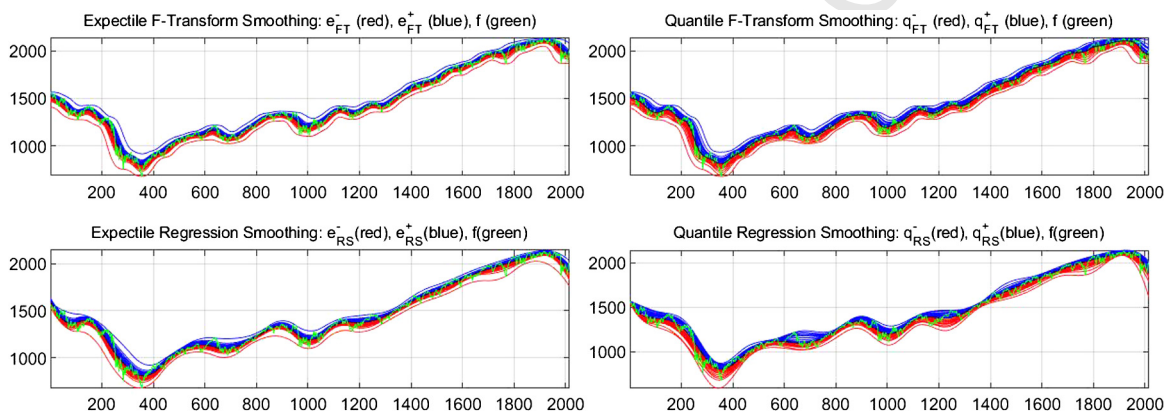 Expectile F-Transform Smoothing: e⁻FT (red), e⁺FT (blue), f (green)
2000
1500
1000
200 400 600 800 1000 1200 1400 1600 1800 2000
Quantile F-Transform Smoothing: q⁻FT (red), q⁺FT (blue), f (green)
2000
1500
1000
200 400 600 800 1000 1200 1400 1600 1800 2000
Expectile Regression Smoothing: e⁻RS(red), e⁺RS(blue), f(green)
2000
1500
1000
200 400 600 800 1000 1200 1400 1600 1800 2000
Quantile Regression Smoothing: q⁻RS(red), q⁺RS(blue), f(green)
2000
1500
1000
200 400 600 800 1000 1200 1400 1600 1800 2000